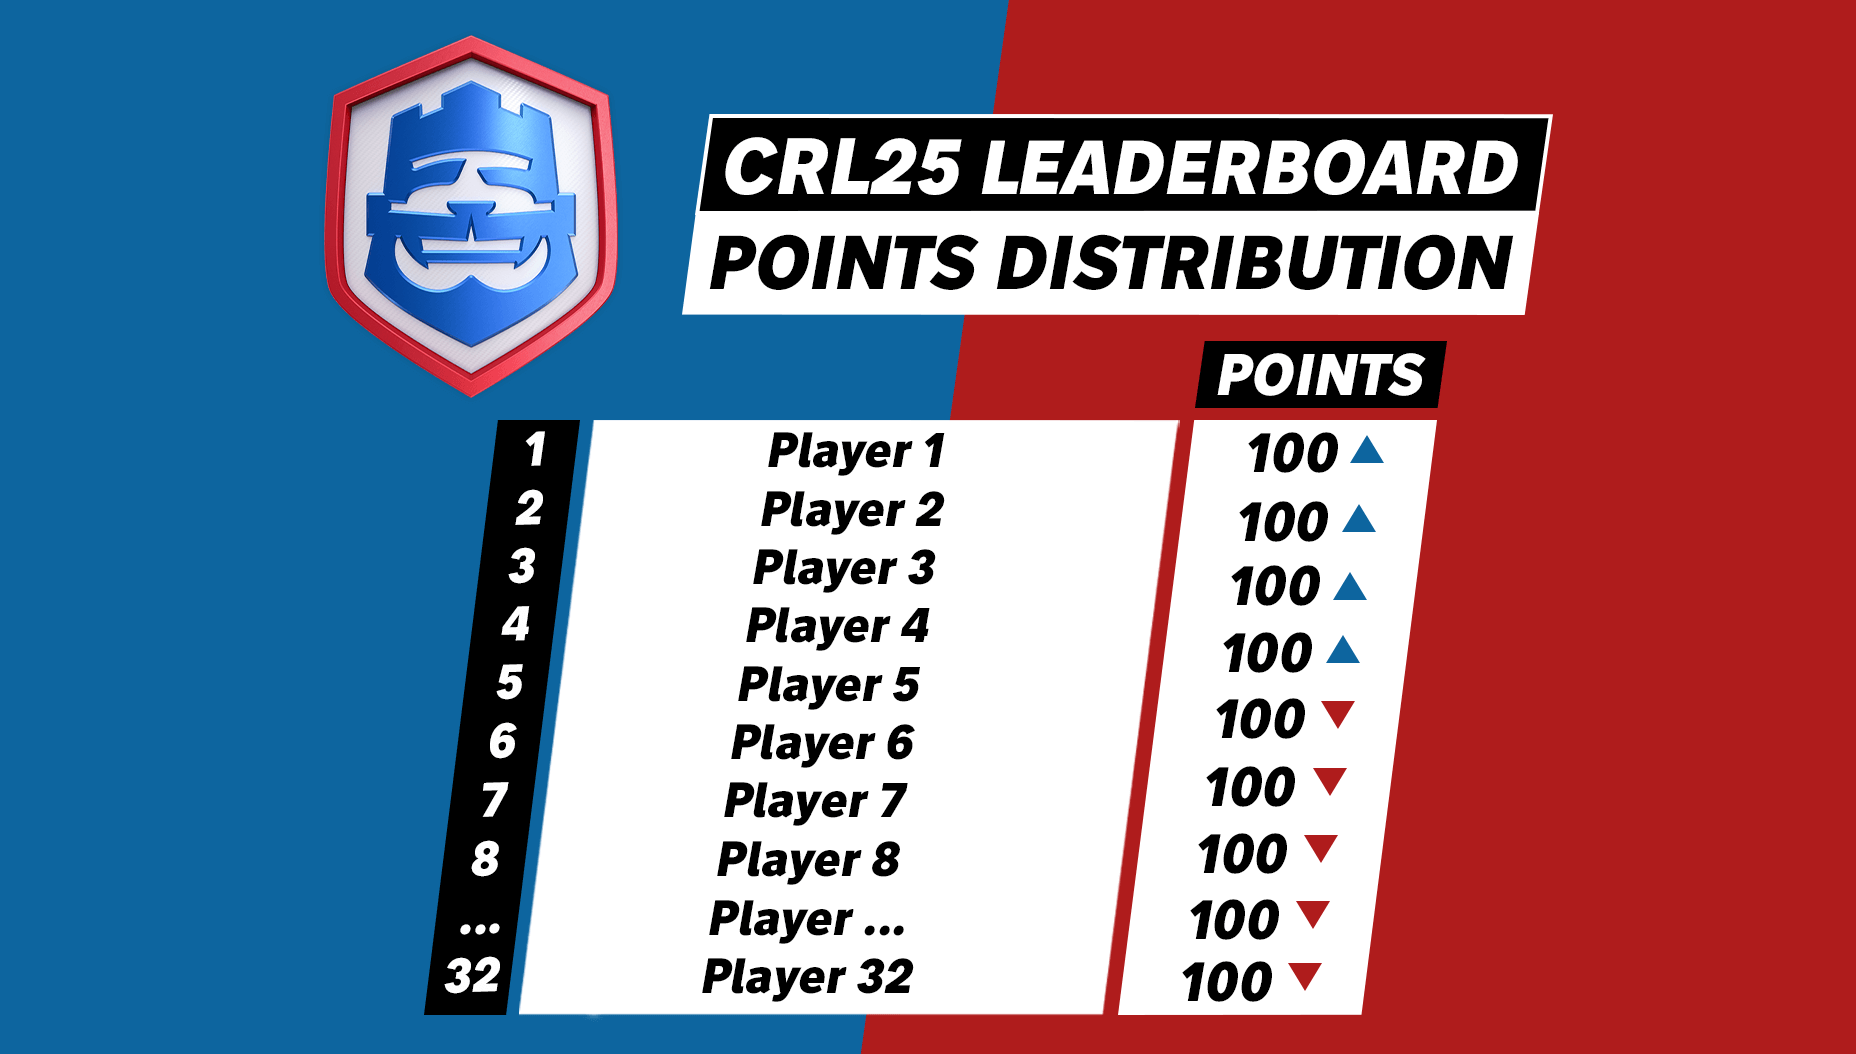 CRL25 LEADERBOARD
POINTS DISTRIBUTION
POINTS
1 Player 1 100
2 Player 2 100
3 Player 3 100
4 Player 4 100
5 Player 5 100
6 Player 6 100
7 Player 7 100
8 Player 8 100
... Player ... 100
32 Player 32 100